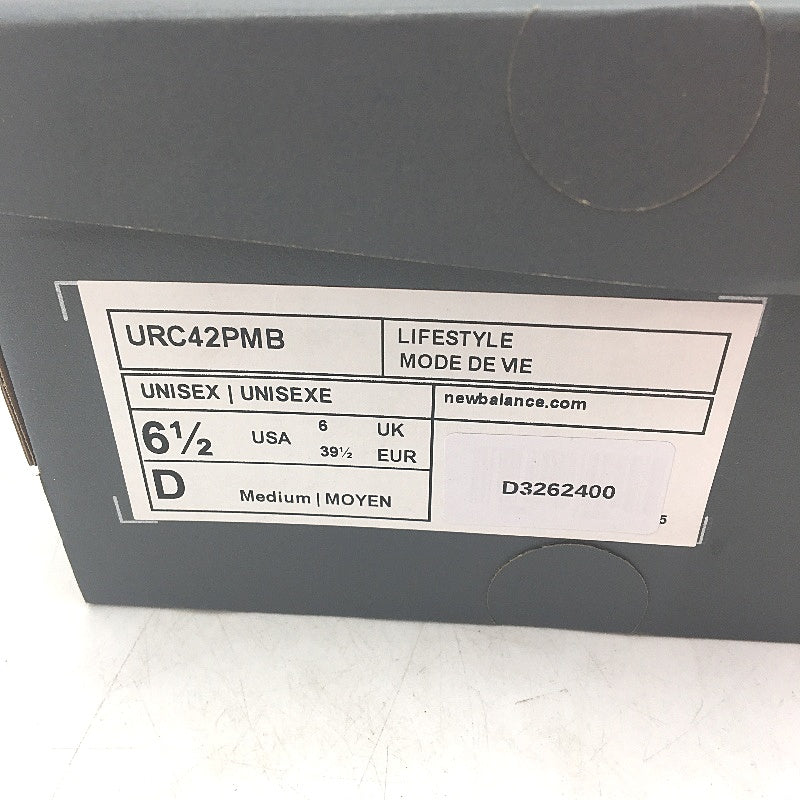 URC42PMB
LIFESTYLE
MODE DE VIE
UNISEX | UNISEXE
newbalance.com
6½ USA 6 UK
39½ EUR
D Medium | MOYEN
D3262400
5